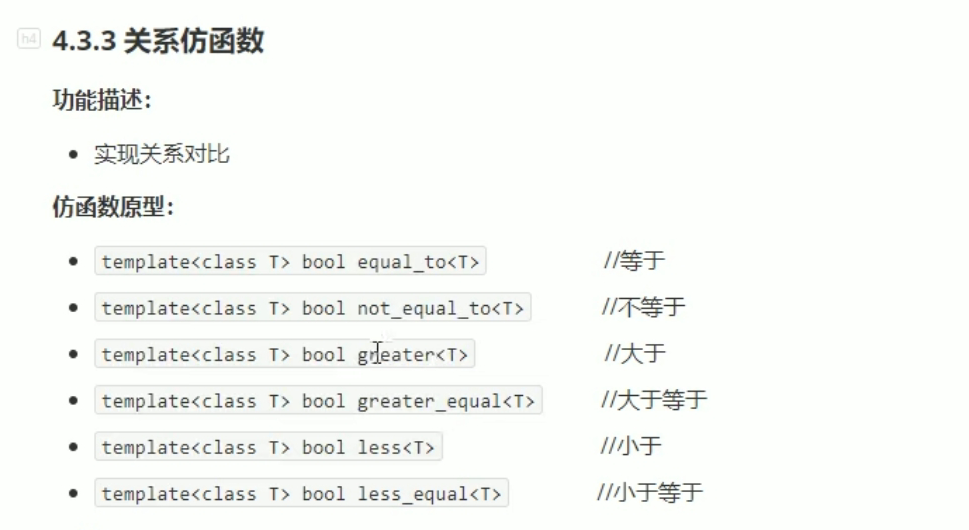 h4
4.3.3 关系仿函数
功能描述：
实现关系对比
仿函数原型：
template<class T> bool equal_to<T> //等于
template<class T> bool not_equal_to<T> //不等于
template<class T> bool greater<T> //大于
template<class T> bool greater_equal<T> //大于等于
template<class T> bool less<T> //小于
template<class T> bool less_equal<T> //小于等于